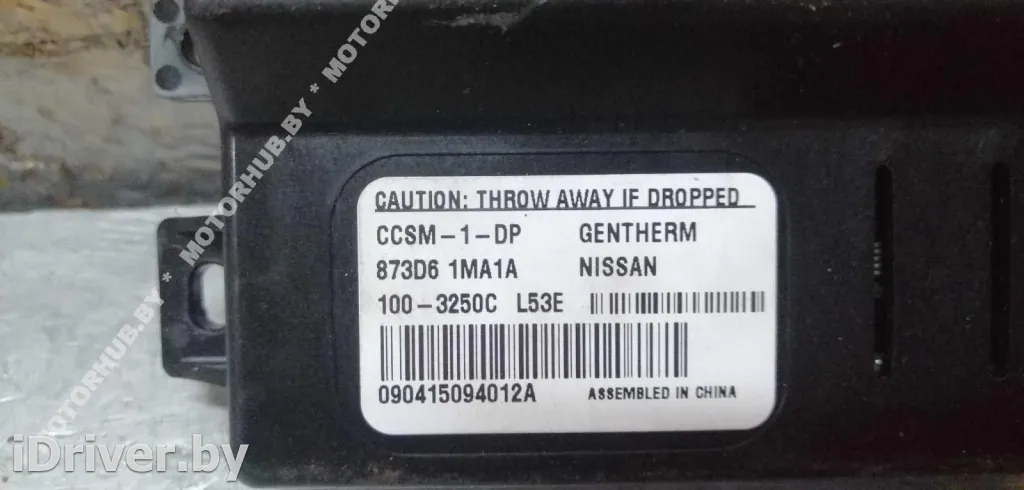 CAUTION: THROW AWAY IF DROPPED
CCSM-1-DP GENTHERM
873D6 1MA1A NISSAN
100-3250C L53E
090415094012A ASSEMBLED IN CHINA
MOTORHUB.BY * MOTORHUB.BY * MOTORHUB.BY * MOTORHUB
iDriver.by